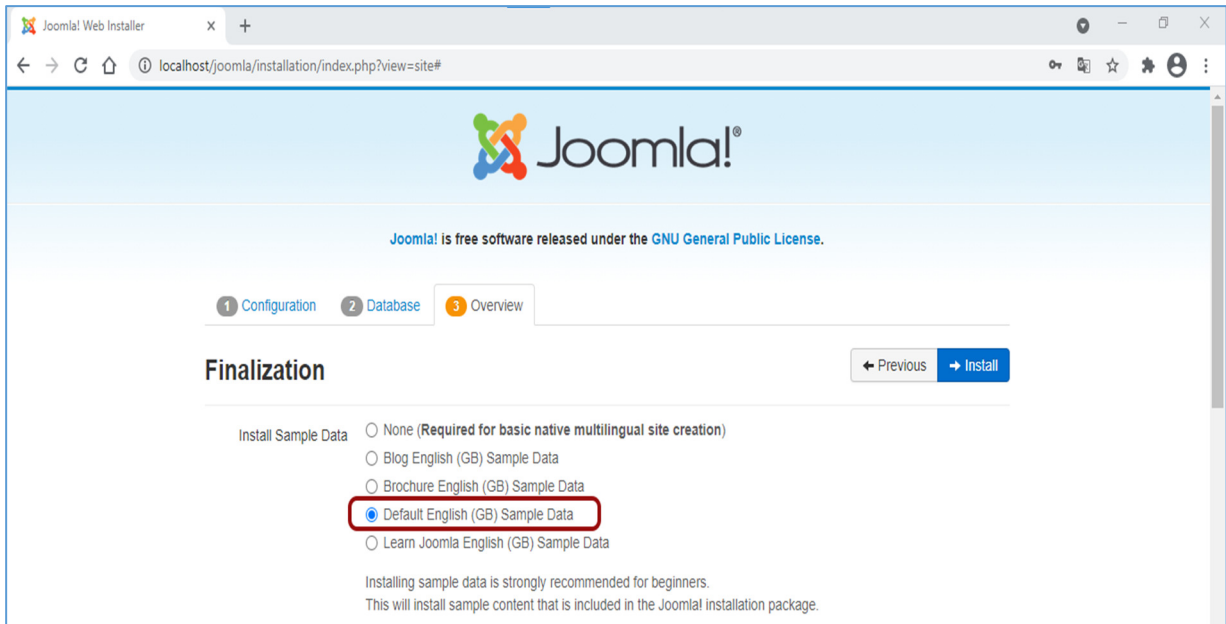 Joomla! Web Installer
localhost/joomla/installation/index.php?view=site#
Joomla!®
Joomla! is free software released under the GNU General Public License.
1 Configuration 2 Database 3 Overview
Finalization
Previous Install
Install Sample Data
None (Required for basic native multilingual site creation)
Blog English (GB) Sample Data
Brochure English (GB) Sample Data
Default English (GB) Sample Data
Learn Joomla English (GB) Sample Data
Installing sample data is strongly recommended for beginners.
This will install sample content that is included in the Joomla! installation package.